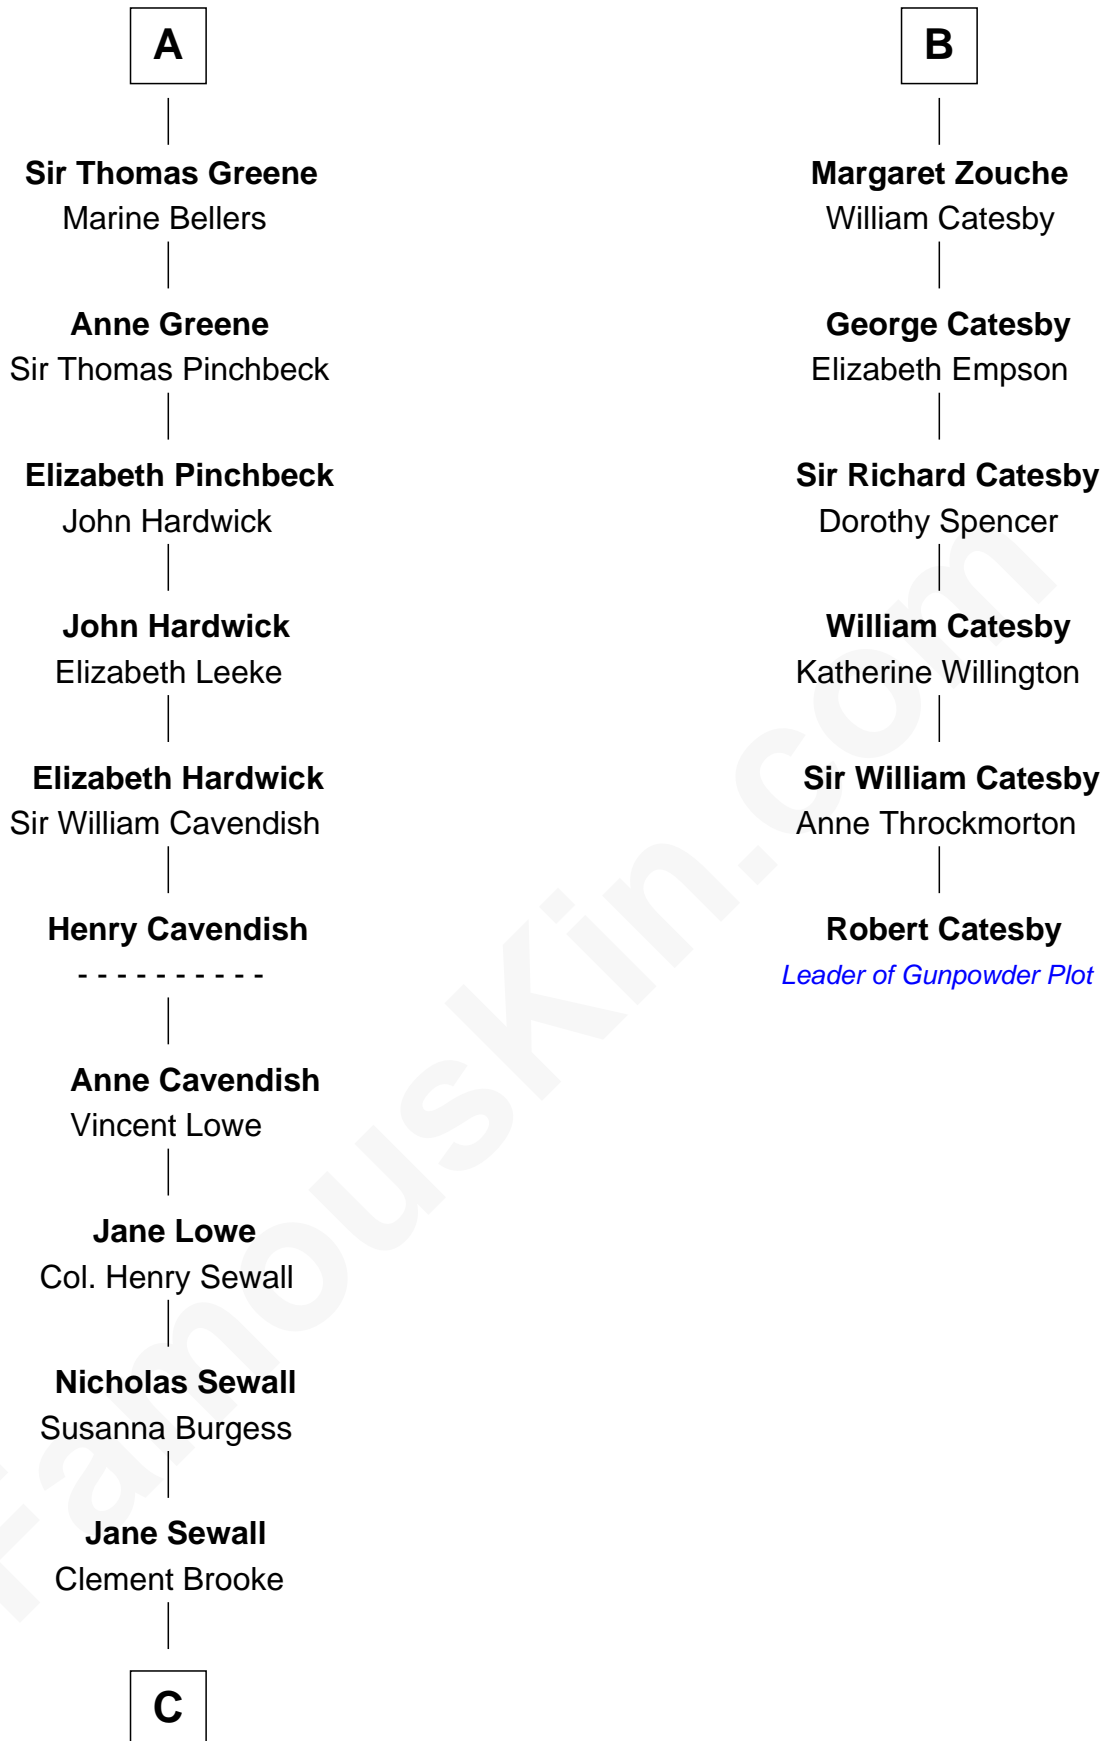 A
Sir Thomas Greene
Marine Bellers
Anne Greene
Sir Thomas Pinchbeck
Elizabeth Pinchbeck
John Hardwick
John Hardwick
Elizabeth Leeke
Elizabeth Hardwick
Sir William Cavendish
Henry Cavendish
- - - - - - - - - -
Anne Cavendish
Vincent Lowe
Jane Lowe
Col. Henry Sewall
Nicholas Sewall
Susanna Burgess
Jane Sewall
Clement Brooke
C
B
Margaret Zouche
William Catesby
George Catesby
Elizabeth Empson
Sir Richard Catesby
Dorothy Spencer
William Catesby
Katherine Willington
Sir William Catesby
Anne Throckmorton
Robert Catesby
Leader of Gunpowder Plot
FamousKin.com